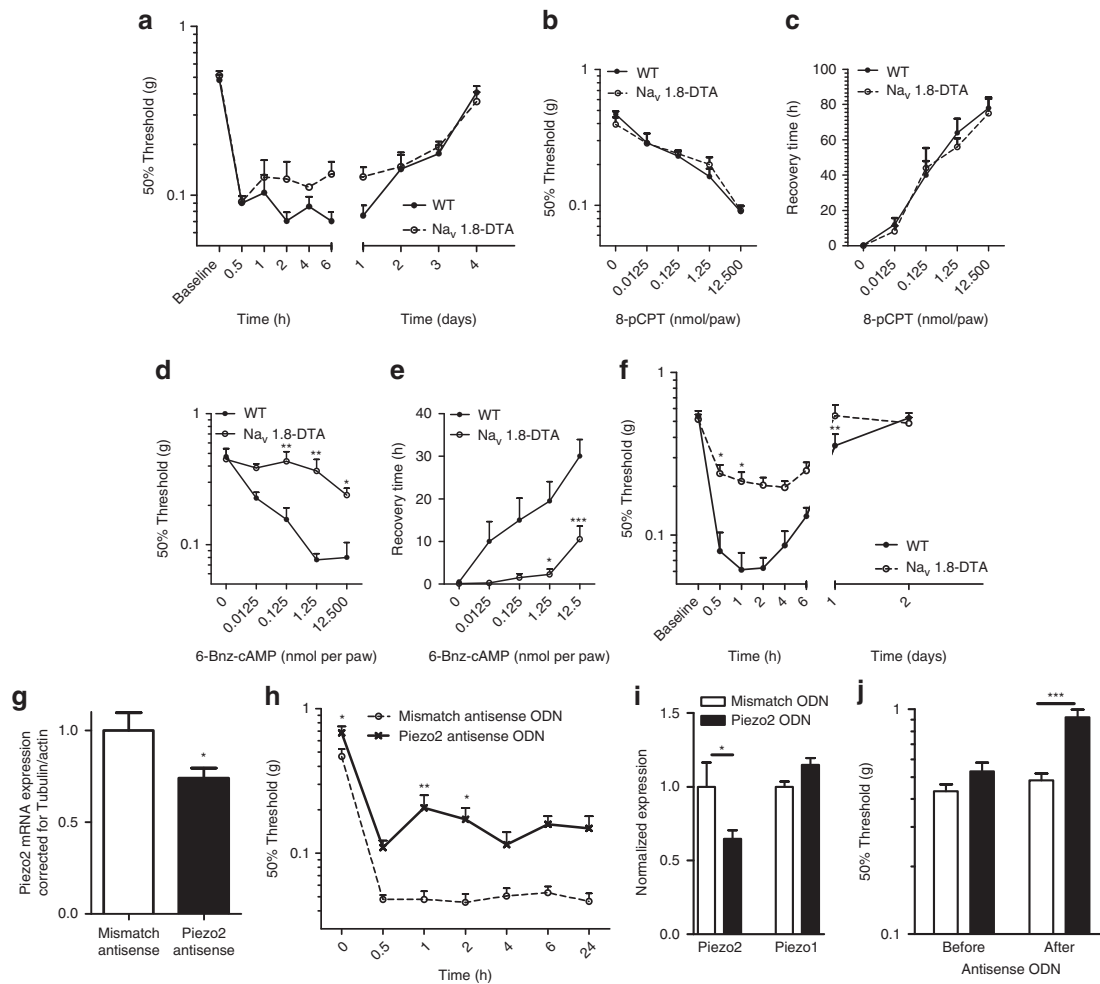 a
1
0.1
50% Threshold (g)
WT
Nav 1.8-DTA
Baseline
0.5
1
2
4
6
1
2
3
4
Time (h)
Time (days)
b
1
0.1
50% Threshold (g)
WT
Nav 1.8-DTA
0
0.0125
0.125
1.25
12.500
8-pCPT (nmol/paw)
c
100
80
60
40
20
0
Recovery time (h)
WT
Nav 1.8-DTA
0
0.0125
0.125
1.25
12.500
8-pCPT (nmol/paw)
d
1
0.1
50% Threshold (g)
WT
Nav 1.8-DTA
**
**
*
0
0.0125
0.125
1.25
12.500
6-Bnz-cAMP (nmol per paw)
e
40
30
20
10
0
Recovery time (h)
WT
Nav 1.8-DTA
*
***
0
0.0125
0.125
1.25
12.5
6-Bnz-cAMP (nmol per paw)
f
1
0.1
50% Threshold (g)
*
*
**
WT
Nav 1.8-DTA
Baseline
0.5
1
2
4
6
1
2
Time (h)
Time (days)
g
1.0
0.5
0.0
Piezo2 mRNA expression
corrected for Tubulin/actin
*
Mismatch
antisense
Piezo2
antisense
h
0.1
50% Threshold (g)
Mismatch antisense ODN
Piezo2 antisense ODN
*
**
*
0
0.5
1
2
4
6
24
Time (h)
i
Mismatch ODN
Piezo2 ODN
1.5
1.0
0.5
0.0
Normalized expression
*
Piezo2
Piezo1
j
1
0.1
50% Threshold (g)
***
Before
After
Antisense ODN